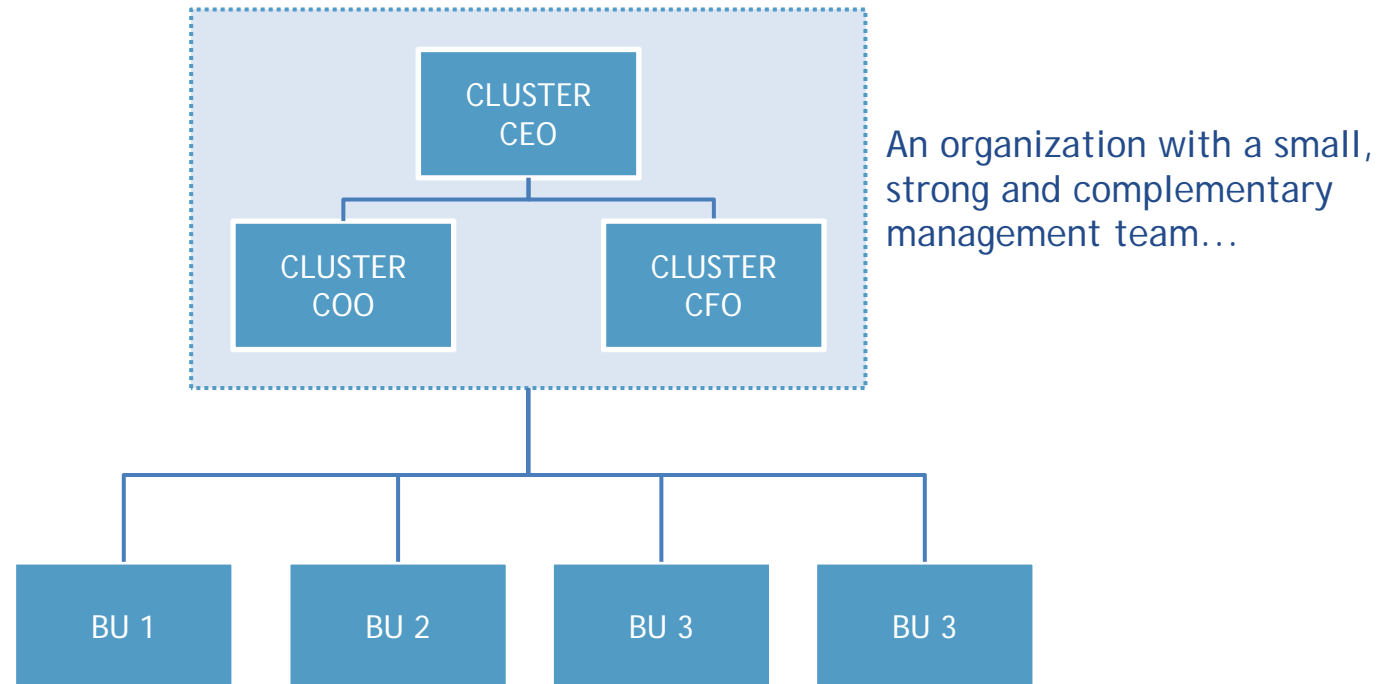 CLUSTER
CEO
An organization with a small,
strong and complementary
management team...
CLUSTER
COO
CLUSTER
CFO
BU 1
BU 2
BU 3
BU 3